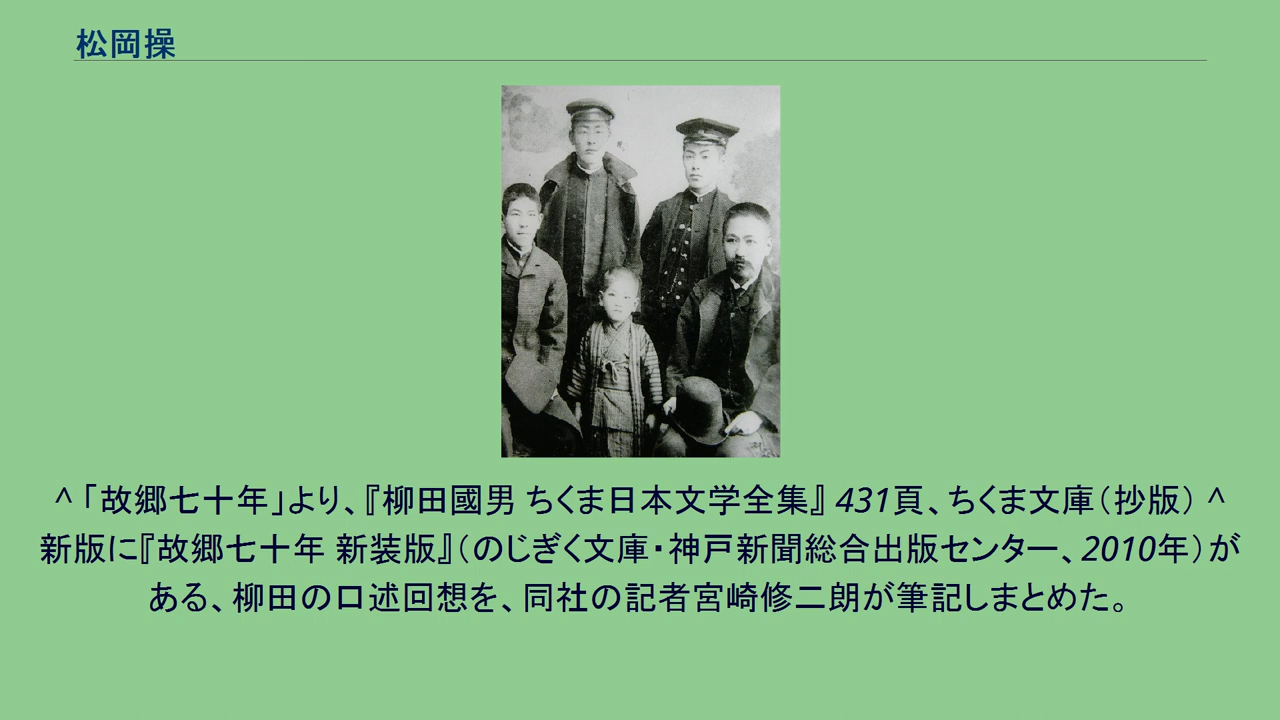 松岡操
^「故郷七十年」より、『柳田國男 ちくま日本文学全集』431頁、ちくま文庫（抄版） ^
新版に『故郷七十年 新装版』（のじぎく文庫・神戸新聞総合出版センター、2010年）が
ある、柳田の口述回想を、同社の記者宮崎修二朗が筆記しまとめた。